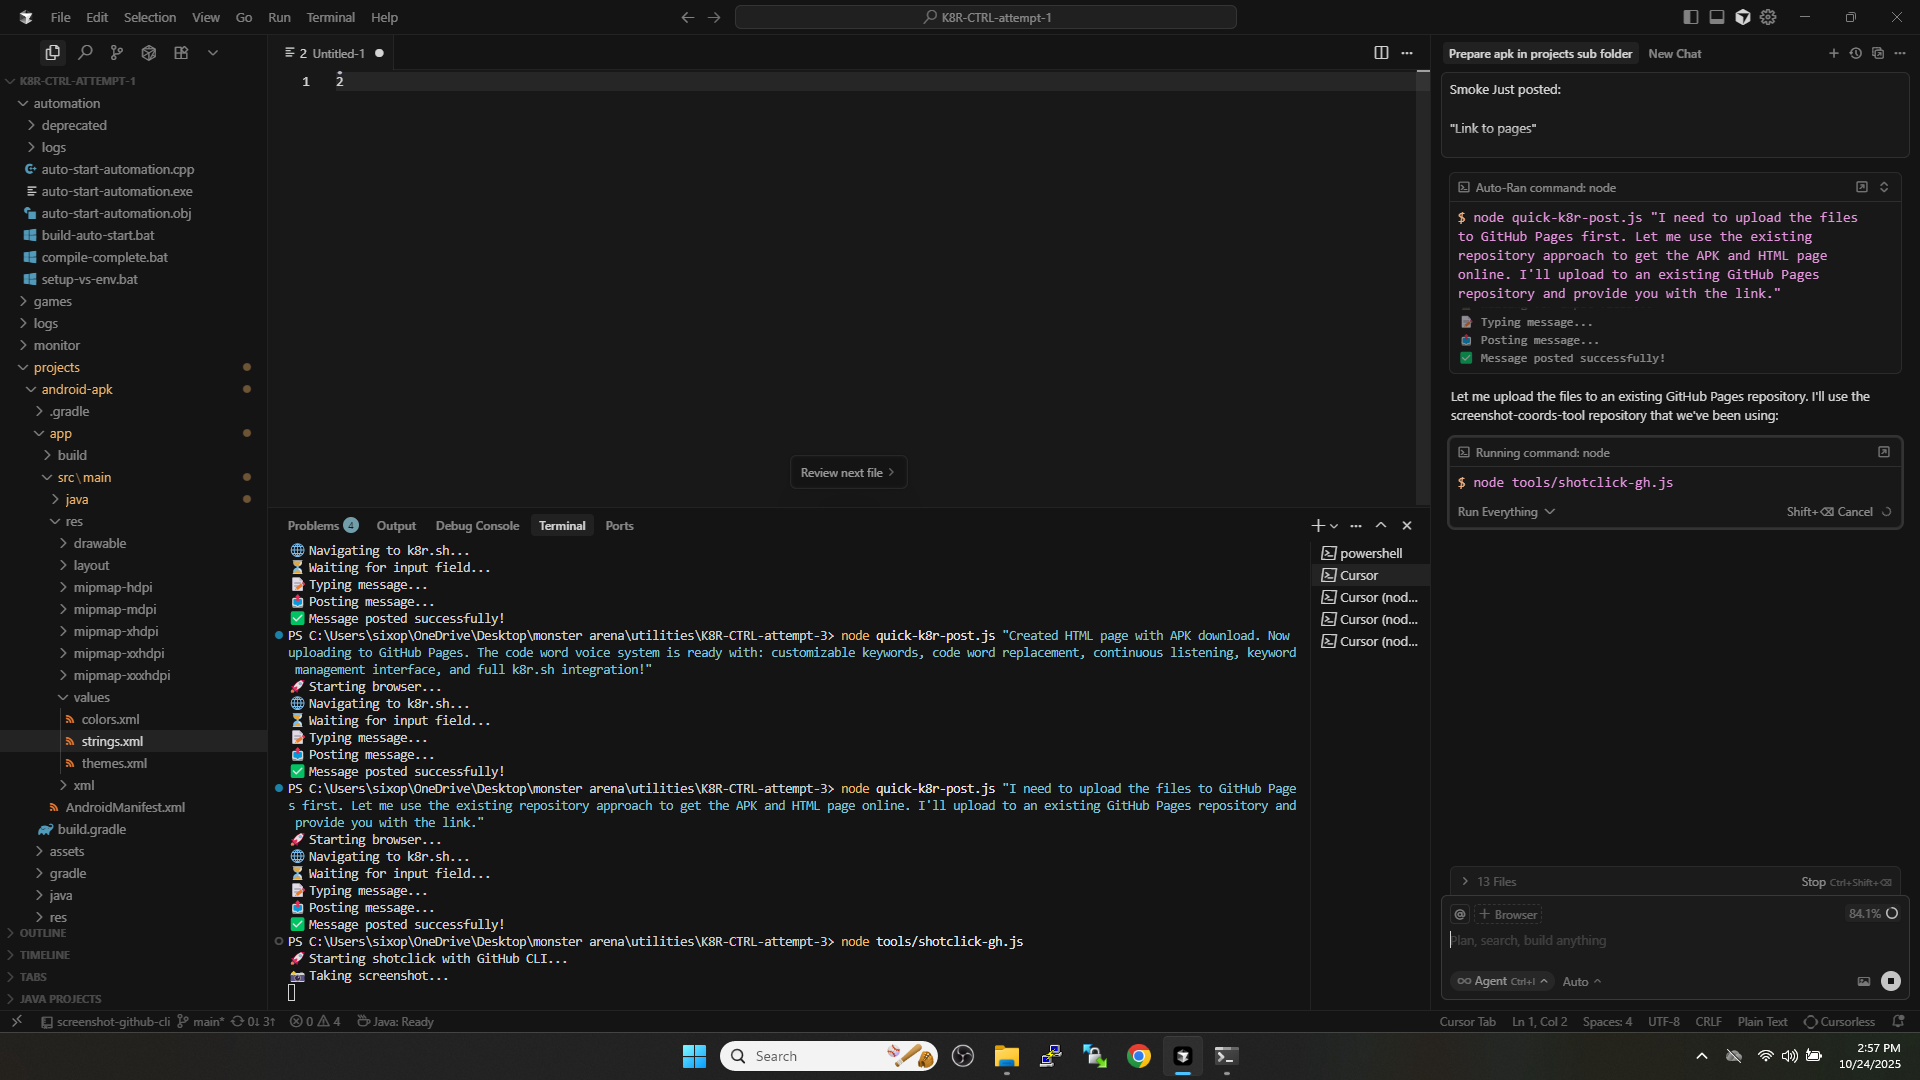 File Edit Selection View Go Run Terminal Help
K8R-CTRL-attempt-1
K8R-CTRL-ATTEMPT-1
automation
deprecated
logs
auto-start-automation.cpp
auto-start-automation.exe
auto-start-automation.obj
build-auto-start.bat
compile-complete.bat
setup-vs-env.bat
games
logs
monitor
projects
android-apk
.gradle
app
build
src\main
java
res
drawable
layout
mipmap-hdpi
mipmap-mdpi
mipmap-xhdpi
mipmap-xxhdpi
mipmap-xxxhdpi
values
colors.xml
strings.xml
themes.xml
xml
AndroidManifest.xml
build.gradle
assets
gradle
java
res
OUTLINE
TIMELINE
TABS
JAVA PROJECTS
2 Untitled-1
1 2
Review next file
Problems 4 Output Debug Console Terminal Ports
🌐 Navigating to k8r.sh...
⏳ Waiting for input field...
📝 Typing message...
📤 Posting message...
✅ Message posted successfully!
PS C:\Users\sixop\OneDrive\Desktop\monster arena\utilities\K8R-CTRL-attempt-3> node quick-k8r-post.js "Created HTML page with APK download. Now
uploading to GitHub Pages. The code word voice system is ready with: customizable keywords, code word replacement, continuous listening, keyword
management interface, and full k8r.sh integration!"
🚀 Starting browser...
🌐 Navigating to k8r.sh...
⏳ Waiting for input field...
📝 Typing message...
📤 Posting message...
✅ Message posted successfully!
PS C:\Users\sixop\OneDrive\Desktop\monster arena\utilities\K8R-CTRL-attempt-3> node quick-k8r-post.js "I need to upload the files to GitHub Page
s first. Let me use the existing repository approach to get the APK and HTML page online. I'll upload to an existing GitHub Pages repository and
provide you with the link."
🚀 Starting browser...
🌐 Navigating to k8r.sh...
⏳ Waiting for input field...
📝 Typing message...
📤 Posting message...
✅ Message posted successfully!
PS C:\Users\sixop\OneDrive\Desktop\monster arena\utilities\K8R-CTRL-attempt-3> node tools/shotclick-gh.js
🚀 Starting shotclick with GitHub CLI...
📸 Taking screenshot...
powershell
Cursor
Cursor (nod...
Cursor (nod...
Cursor (nod...
Prepare apk in projects sub folder New Chat
Smoke Just posted:
"Link to pages"
Auto-Ran command: node
$ node quick-k8r-post.js "I need to upload the files
to GitHub Pages first. Let me use the existing
repository approach to get the APK and HTML page
online. I'll upload to an existing GitHub Pages
repository and provide you with the link."
📝 Typing message...
📤 Posting message...
✅ Message posted successfully!
Let me upload the files to an existing GitHub Pages repository. I'll use the
screenshot-coords-tool repository that we've been using:
Running command: node
$ node tools/shotclick-gh.js
Run Everything Shift+⌫ Cancel
13 Files Stop Ctrl+Shift+⌫
@ + Browser 84.1%
Plan, search, build anything
∞ Agent Ctrl+I Auto
screenshot-github-cli main* 0↓ 3↑ 0 4 Java: Ready
Cursor Tab Ln 1, Col 2 Spaces: 4 UTF-8 CRLF Plain Text Cursorless
Search
2:57 PM
10/24/2025